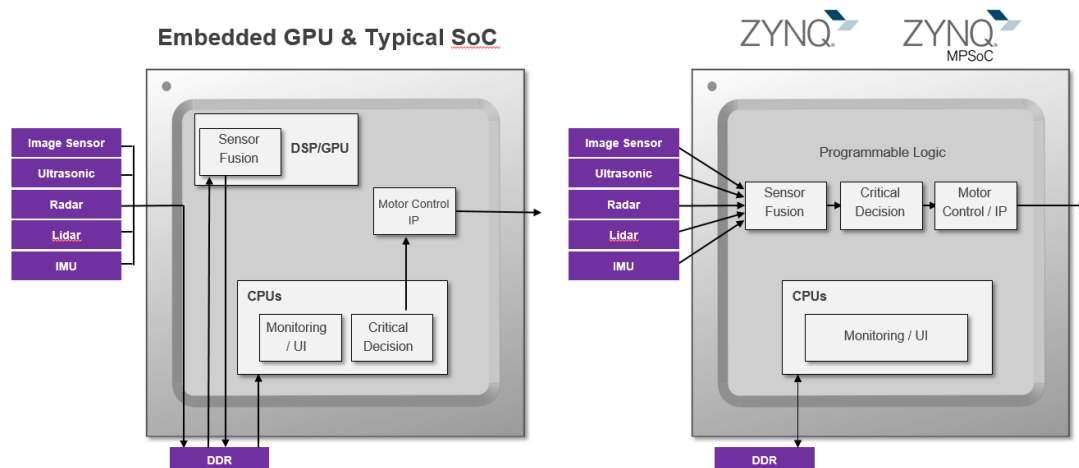 Embedded GPU & Typical SoC
Image Sensor
Ultrasonic
Radar
Lidar
IMU
Sensor
Fusion
DSP/GPU
Motor Control
IP
CPUs
Monitoring
/ UI
Critical
Decision
DDR
ZYNQ
ZYNQ
MPSoC
Image Sensor
Ultrasonic
Radar
Lidar
IMU
Programmable Logic
Sensor
Fusion
Critical
Decision
Motor
Control / IP
CPUs
Monitoring / UI
DDR